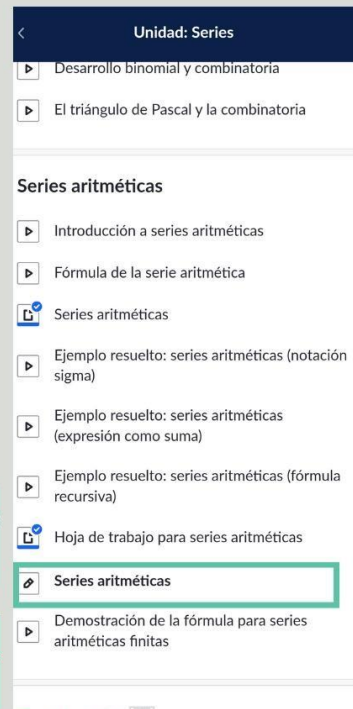 Unidad: Series
Desarrollo binomial y combinatoria
El triángulo de Pascal y la combinatoria
Series aritméticas
Introducción a series aritméticas
Fórmula de la serie aritmética
Series aritméticas
Ejemplo resuelto: series aritméticas (notación
sigma)
Ejemplo resuelto: series aritméticas
(expresión como suma)
Ejemplo resuelto: series aritméticas (fórmula
recursiva)
Hoja de trabajo para series aritméticas
Series aritméticas
Demostración de la fórmula para series
aritméticas finitas